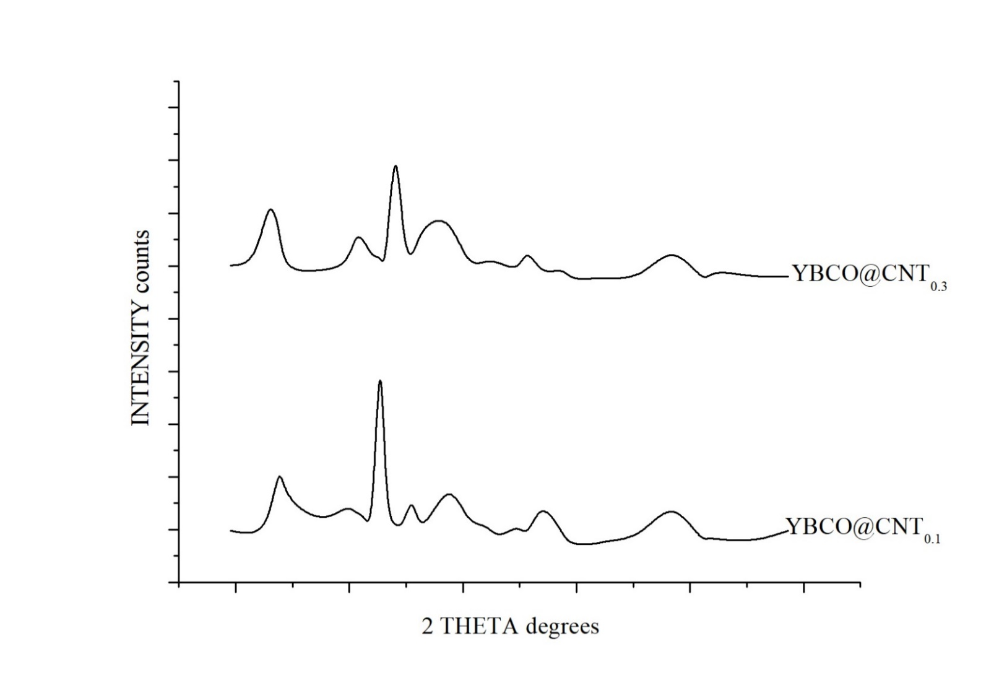 INTENSITY counts
YBCO@CNT0.3
YBCO@CNT0.1
2 THETA degrees